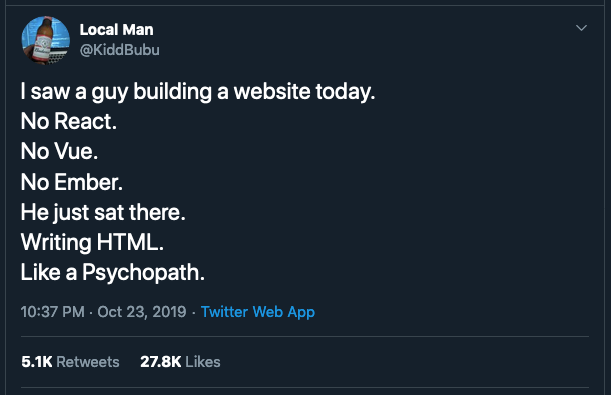 Local Man
@KiddBubu
I saw a guy building a website today.
No React.
No Vue.
No Ember.
He just sat there.
Writing HTML.
Like a Psychopath.
10:37 PM · Oct 23, 2019 · Twitter Web App
5.1K Retweets 27.8K Likes